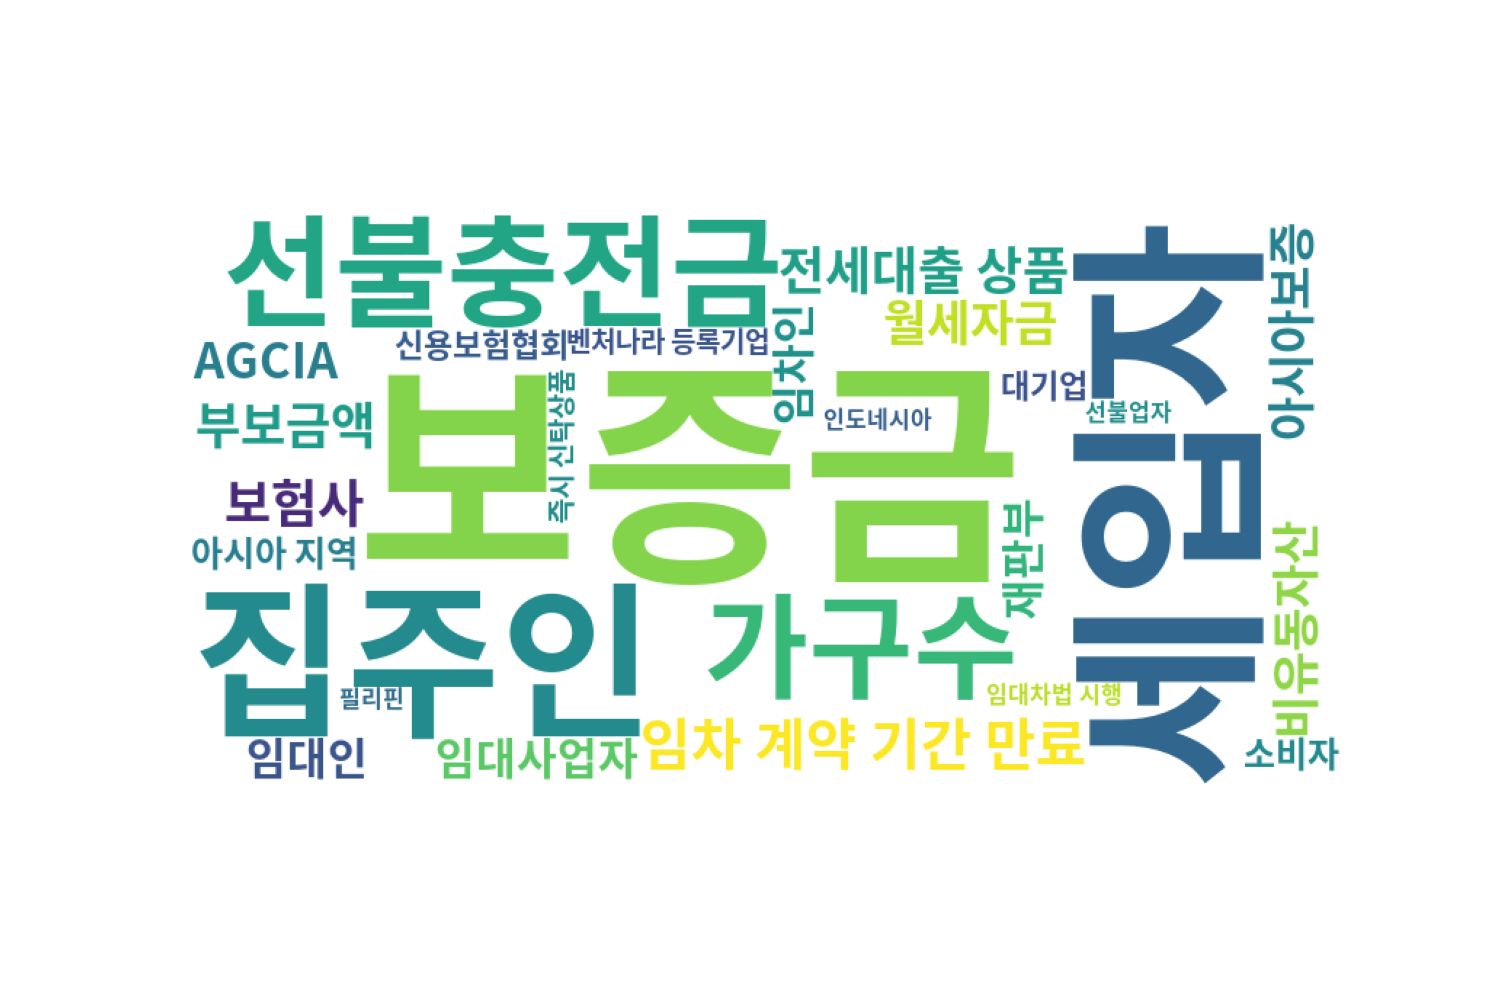 선불충전금
전세대출 상품
월세자금
신용보험협회
벤처나라 등록기업
임차인
AGCIA
부보금액
보험사
아시아 지역
보증금
즉시 신탁상품
인도네시아
대기업
선불업자
세입자
아시아보증
재판부
비유동자산
집주인
필리핀
가구수
임대차법 시행
임대인
임대사업자
임차 계약 기간 만료
소비자